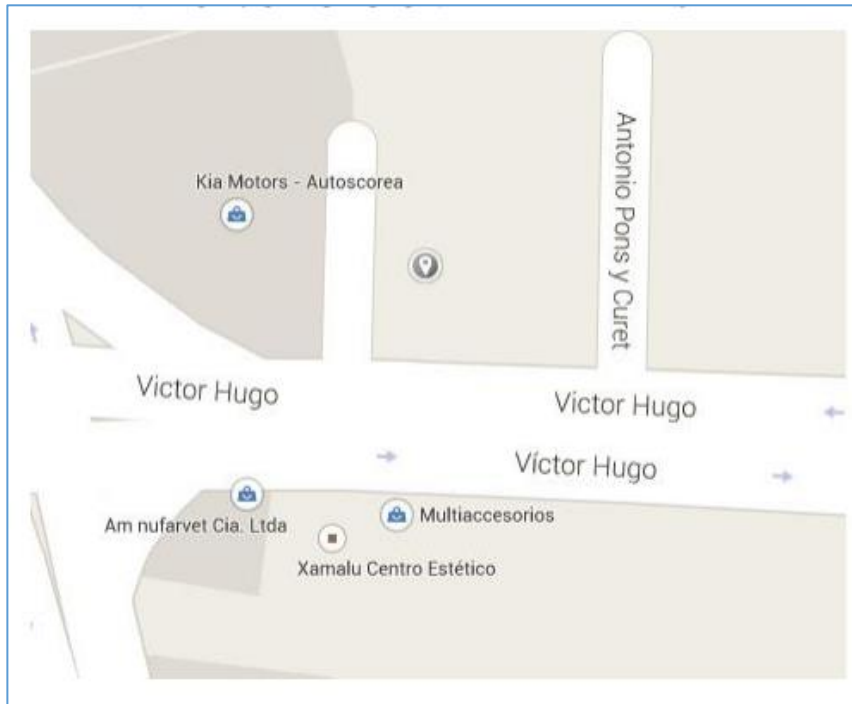 Kia Motors - Autoscorea
Antonio Pons y Curet
Victor Hugo
Victor Hugo
Víctor Hugo
Am nufarvet Cia. Ltda
Multiaccesorios
Xamalu Centro Estético